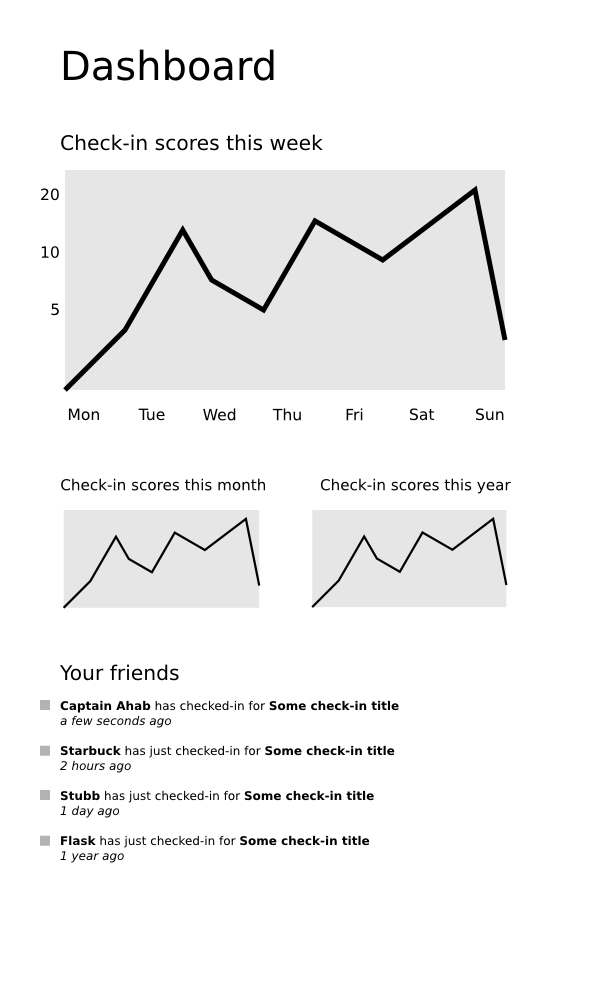 Dashboard
Check-in scores this week
20
10
5
Mon Tue Wed Thu Fri Sat Sun
Check-in scores this month
Check-in scores this year
Your friends
Captain Ahab has checked-in for Some check-in title
a few seconds ago
Starbuck has just checked-in for Some check-in title
2 hours ago
Stubb has just checked-in for Some check-in title
1 day ago
Flask has just checked-in for Some check-in title
1 year ago